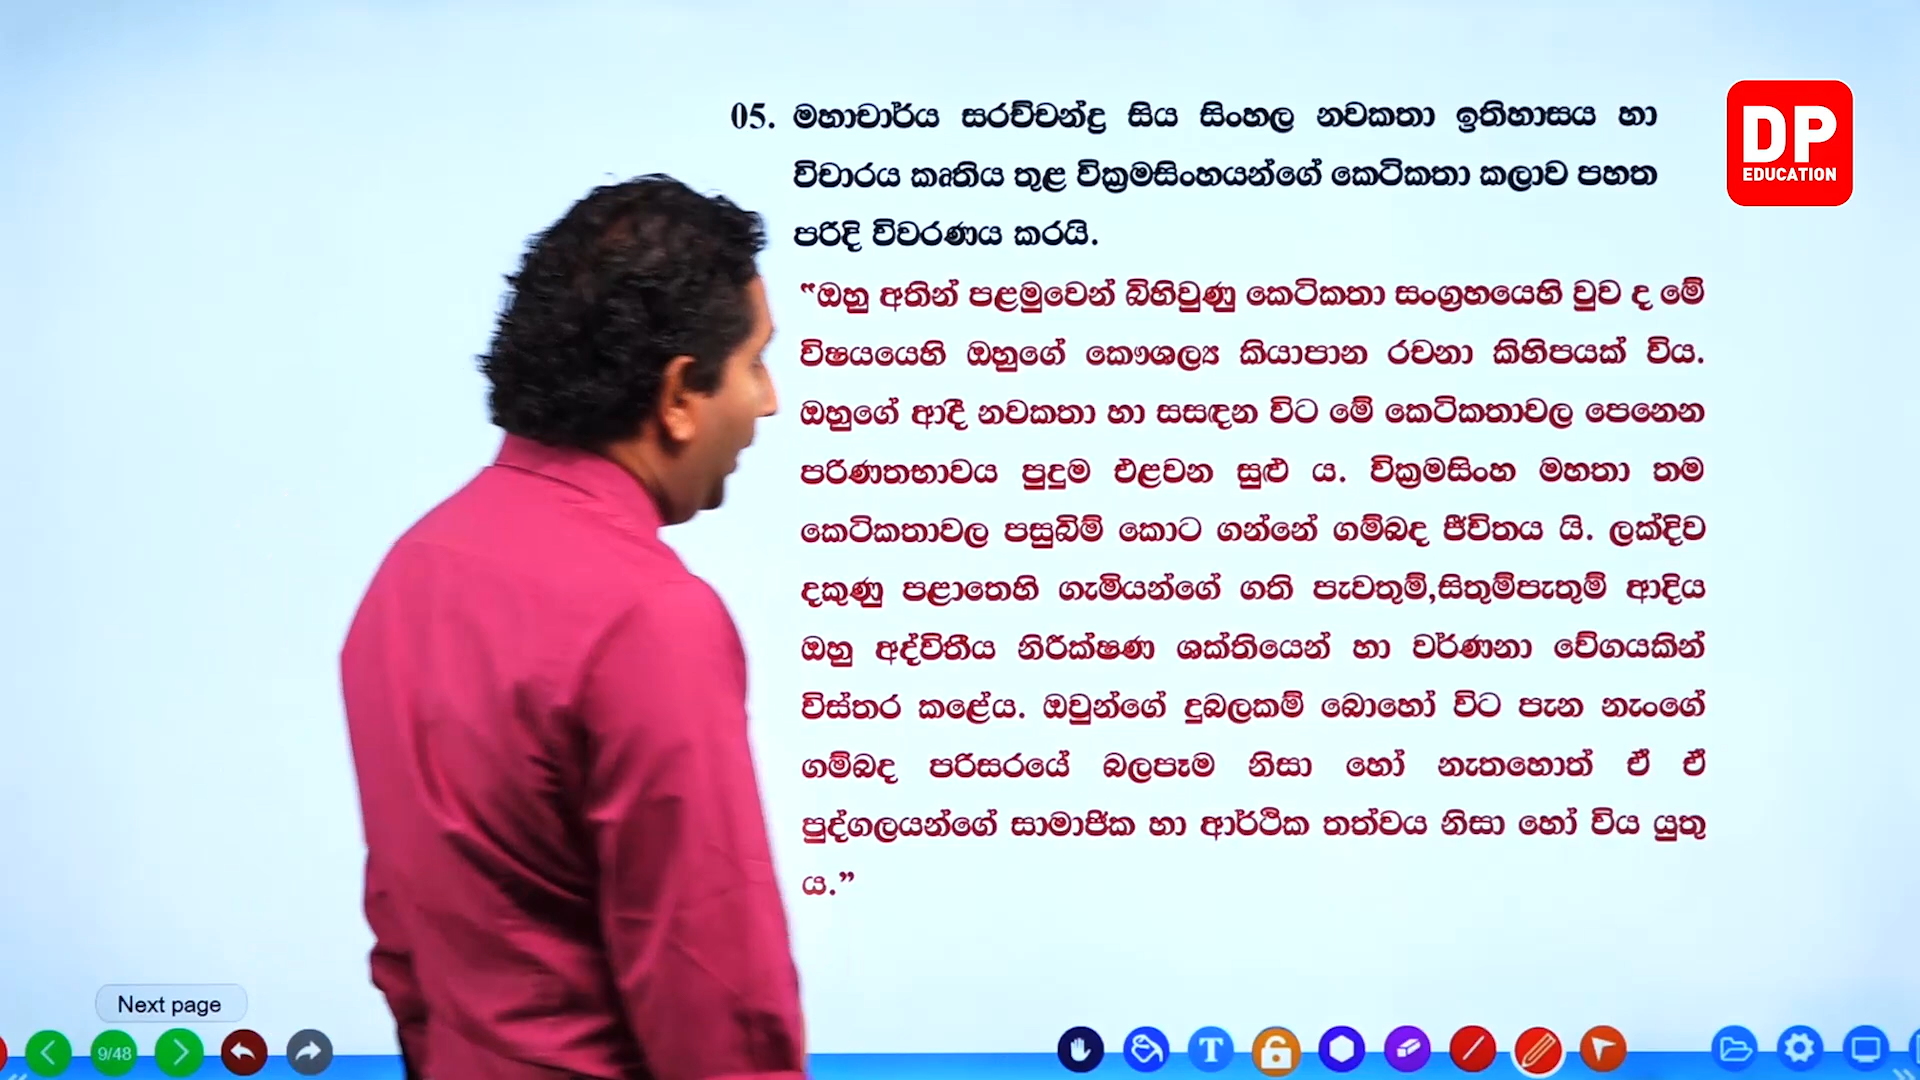 05. මහාචාර්ය සරච්චන්ද්‍ර සිය සිංහල නවකතා ඉතිහාසය හා
විචාරය කෘතිය තුළ වික්‍රමසිංහයන්ගේ කෙටිකතා කලාව පහත
පරිදි විවරණය කරයි.
“ඔහු අතින් පළමුවෙන් බිහිවුණු කෙටිකතා සංග්‍රහයෙහි වුව ද මේ
විෂයයෙහි ඔහුගේ කෞශල්‍ය කියාපාන රචනා කිහිපයක් විය.
ඔහුගේ ආදී නවකතා හා සසඳන විට මේ කෙටිකතාවල පෙනෙන
පරිණතභාවය පුදුම එළවන සුළු ය. වික්‍රමසිංහ මහතා තම
කෙටිකතාවල පසුබිම් කොට ගන්නේ ගම්බද ජීවිතය යි. ලක්දිව
දකුණු පළාතෙහි ගැමියන්ගේ ගති පැවතුම්,සිතුම්පැතුම් ආදිය
ඔහු අද්විතීය නිරීක්ෂණ ශක්තියෙන් හා වර්ණනා වේගයකින්
විස්තර කළේය. ඔවුන්ගේ දුබලකම් බොහෝ විට පැන නැංගේ
ගම්බද පරිසරයේ බලපෑම නිසා හෝ නැතහොත් ඒ ඒ
පුද්ගලයන්ගේ සාමාජික හා ආර්ථික තත්වය නිසා හෝ විය යුතු
ය.”
DP
EDUCATION
Next page
9/48
T